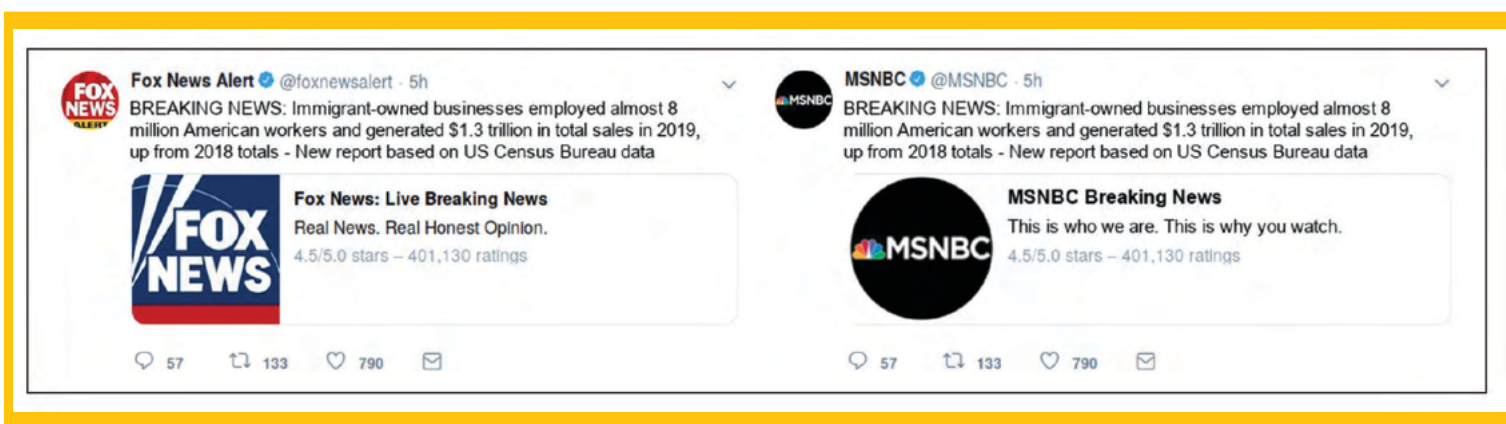 FOX
NEWS
ALERT
Fox News Alert @foxnewsalert · 5h
BREAKING NEWS: Immigrant-owned businesses employed almost 8
million American workers and generated $1.3 trillion in total sales in 2019,
up from 2018 totals - New report based on US Census Bureau data
FOX
NEWS
Fox News: Live Breaking News
Real News. Real Honest Opinion.
4.5/5.0 stars – 401,130 ratings
57 133 790
MSNBC
MSNBC @MSNBC · 5h
BREAKING NEWS: Immigrant-owned businesses employed almost 8
million American workers and generated $1.3 trillion in total sales in 2019,
up from 2018 totals - New report based on US Census Bureau data
MSNBC
MSNBC Breaking News
This is who we are. This is why you watch.
4.5/5.0 stars – 401,130 ratings
57 133 790